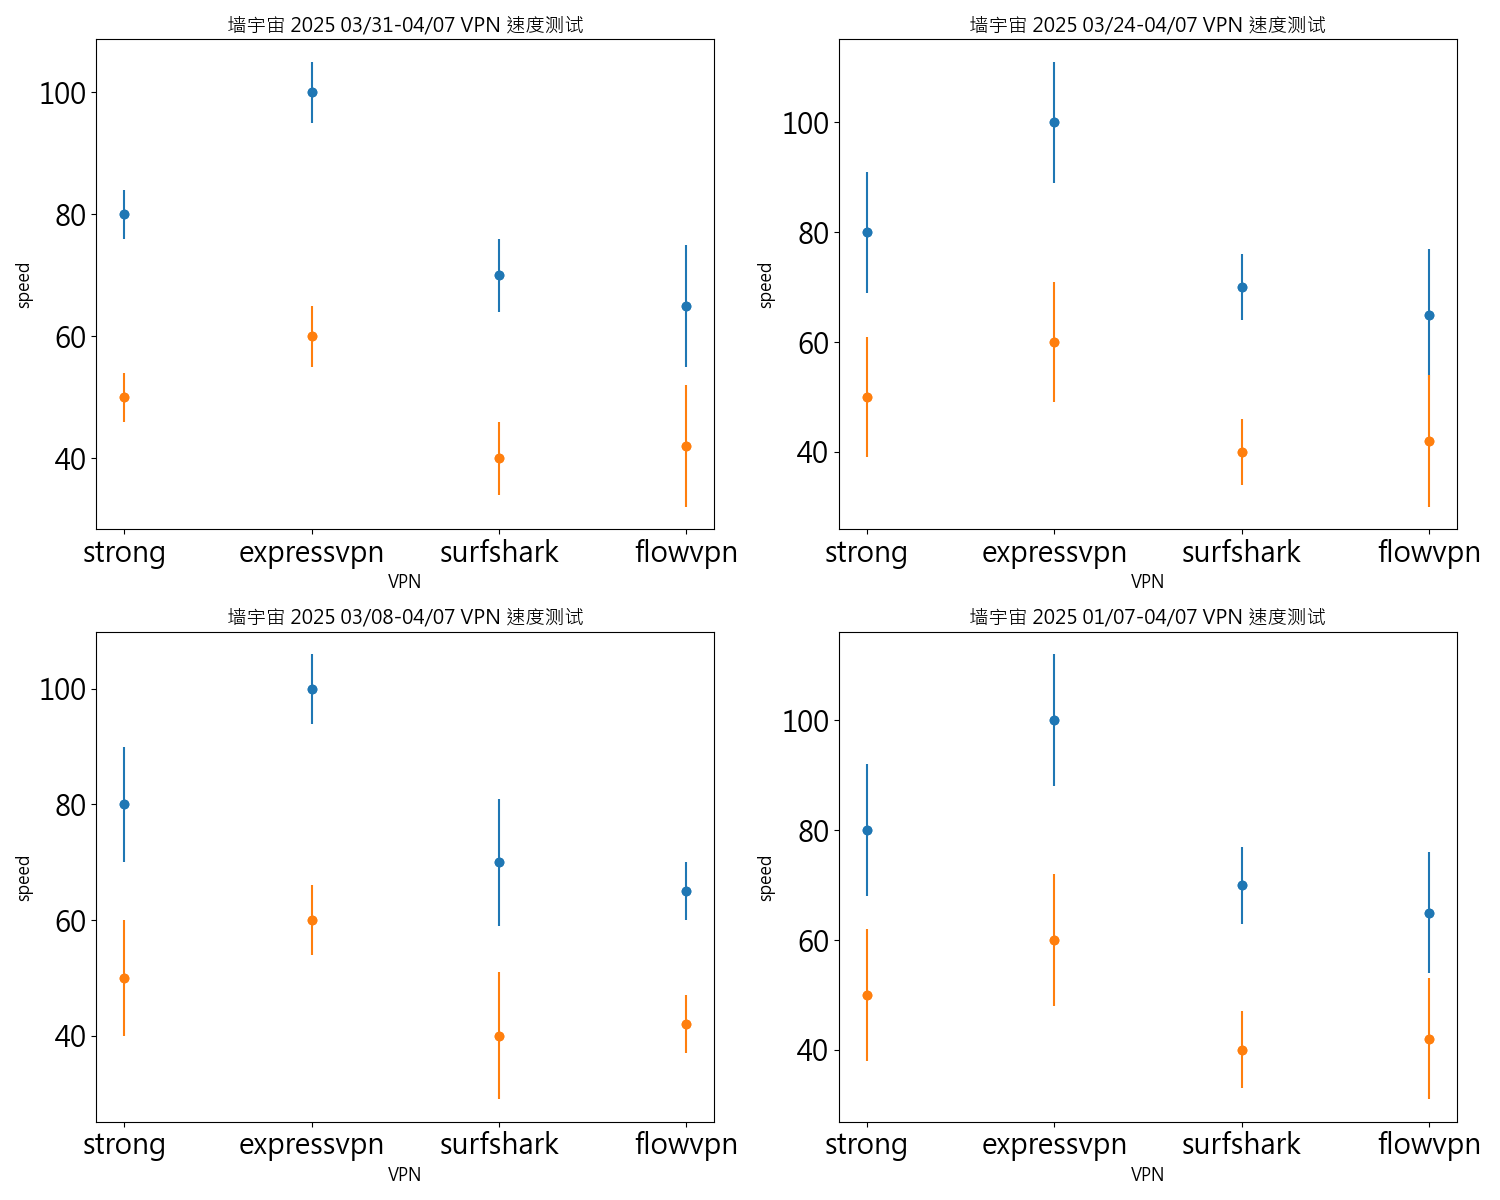 墙宇宙 2025 03/31-04/07 VPN 速度测试
100
80
60
40
speed
strong expressvpn surfshark flowvpn
VPN
墙宇宙 2025 03/24-04/07 VPN 速度测试
100
80
60
40
speed
strong expressvpn surfshark flowvpn
VPN
墙宇宙 2025 03/08-04/07 VPN 速度测试
100
80
60
40
speed
strong expressvpn surfshark flowvpn
VPN
墙宇宙 2025 01/07-04/07 VPN 速度测试
100
80
60
40
speed
strong expressvpn surfshark flowvpn
VPN